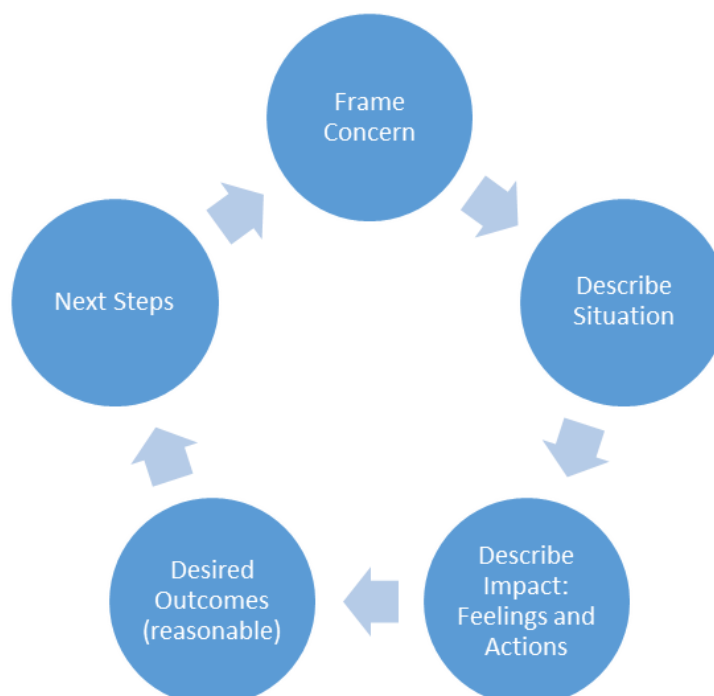 Frame
Concern
Describe
Situation
Describe
Impact:
Feelings and
Actions
Desired
Outcomes
(reasonable)
Next Steps